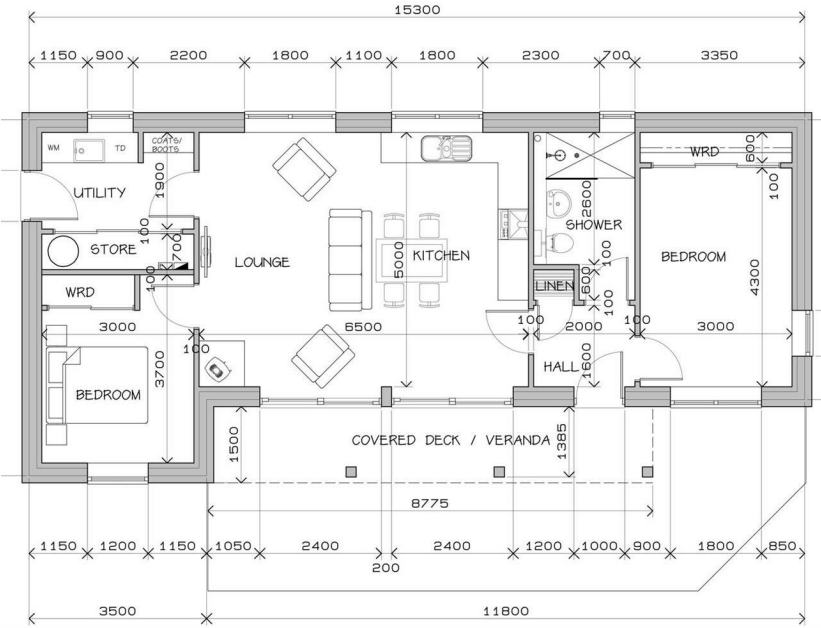 15300
1150 900 2200 1800 1100 1800 2300 700 3350
WM TD COATS/
BOOTS
WRD 600
100
1900
UTILITY
100
STORE 700
100
WRD
3000
100
3700
BEDROOM
LOUNGE
5000
KITCHEN
6500
SHOWER
2600
100
LINEN 600
100
100 2000 100
HALL 1600
BEDROOM
4300
3000
COVERED DECK / VERANDA
1500
1385
8775
1150 1200 1150 1050 2400 2400 1200 1000 900 1800 850
200
3500 11800